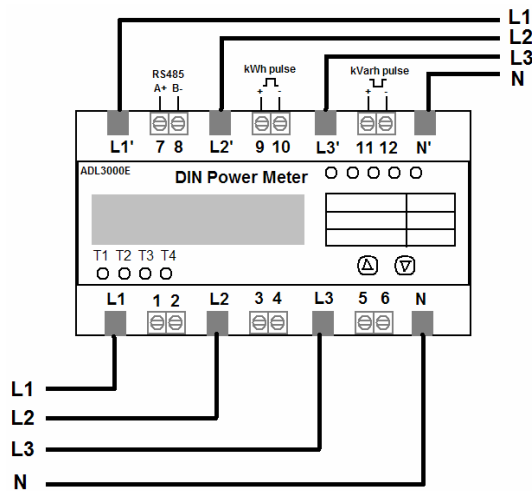 L1
L2
L3
N
RS485
A+ B-
kWh pulse
+ -
kVarh pulse
+ -
L1' 7 8 L2' 9 10 L3' 11 12 N'
ADL3000E
DIN Power Meter
T1 T2 T3 T4
L1 1 2 L2 3 4 L3 5 6 N
L1
L2
L3
N